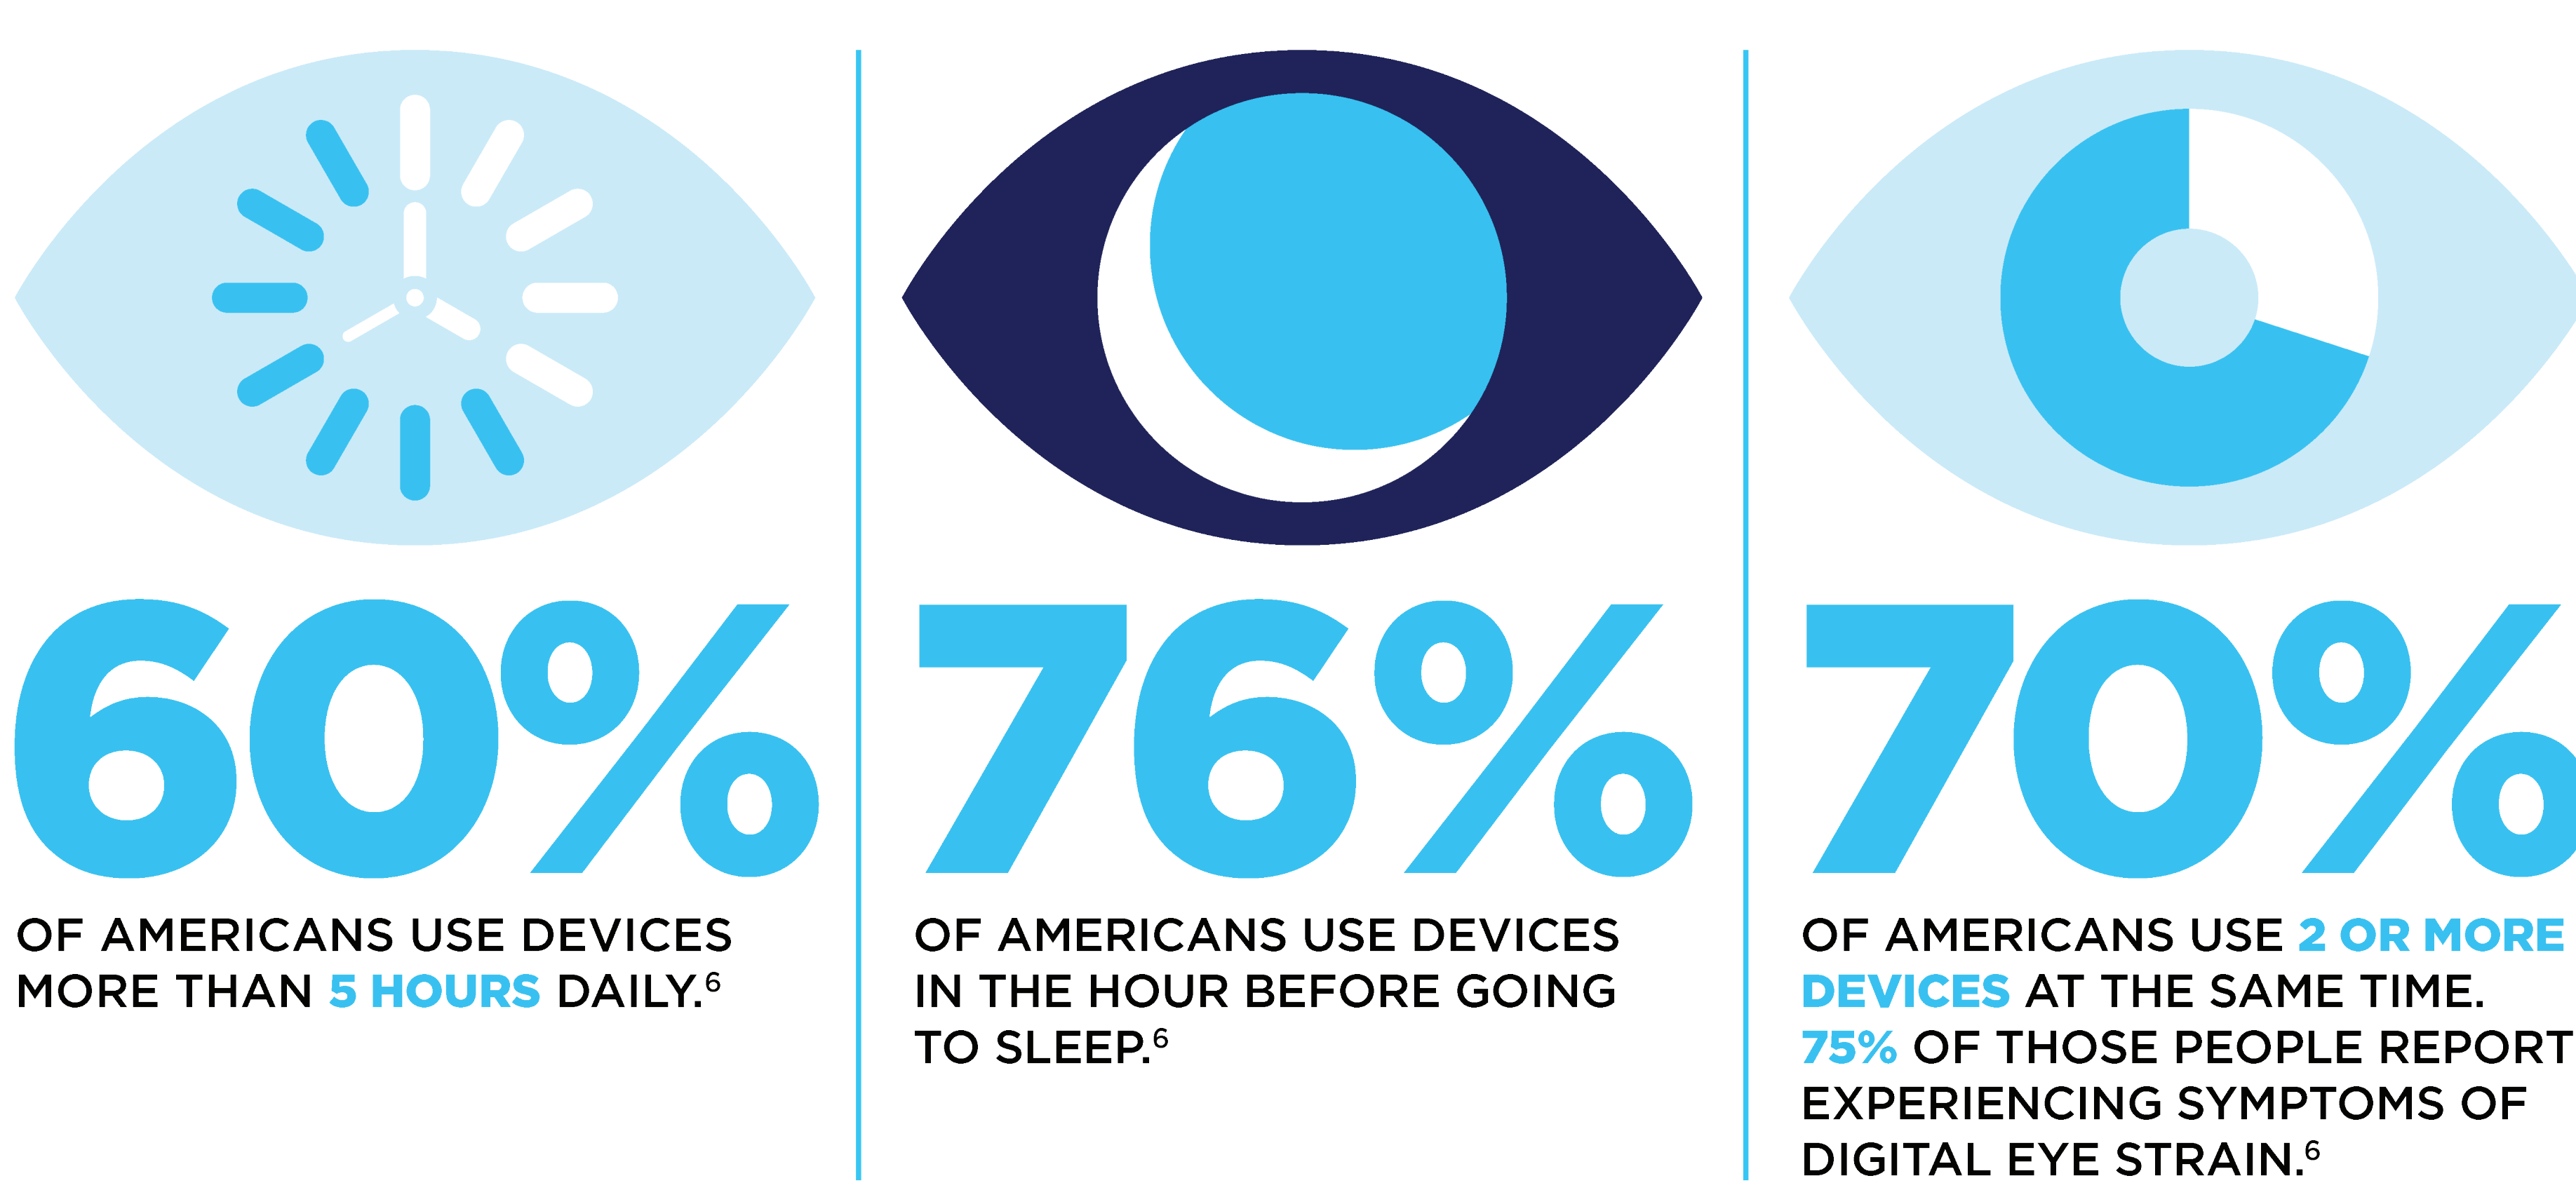 60%
OF AMERICANS USE DEVICES
MORE THAN 5 HOURS DAILY.⁶
76%
OF AMERICANS USE DEVICES
IN THE HOUR BEFORE GOING
TO SLEEP.⁶
70%
OF AMERICANS USE 2 OR MORE
DEVICES AT THE SAME TIME.
75% OF THOSE PEOPLE REPORT
EXPERIENCING SYMPTOMS OF
DIGITAL EYE STRAIN.⁶